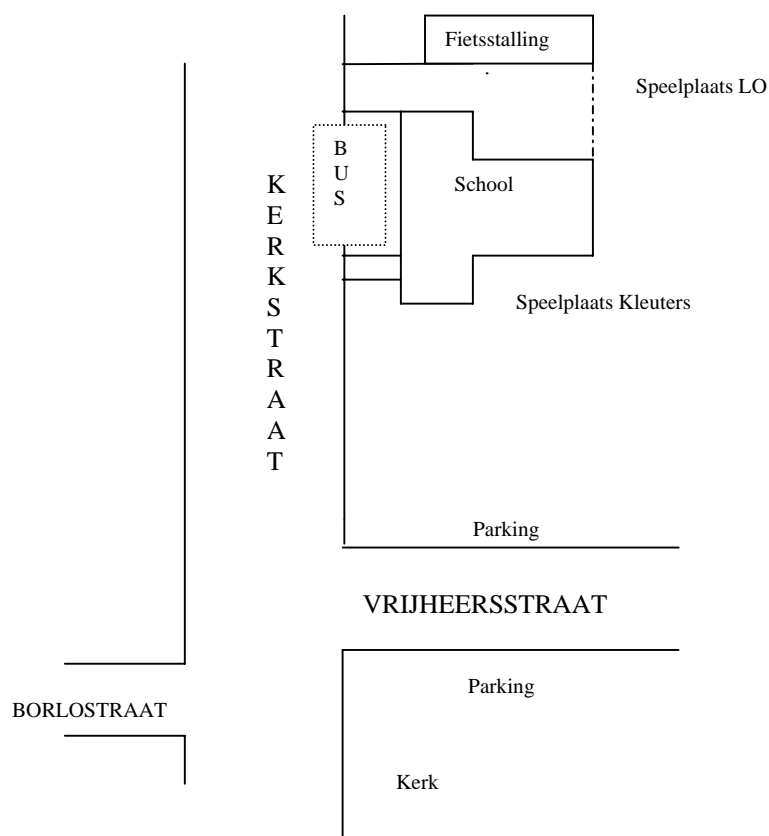 Fietsstalling
Speelplaats LO
B
U
S
School
K
E
R
K
S
T
R
A
A
T
Speelplaats Kleuters
Parking
VRIJHEERSSTRAAT
Parking
BORLOSTRAAT
Kerk